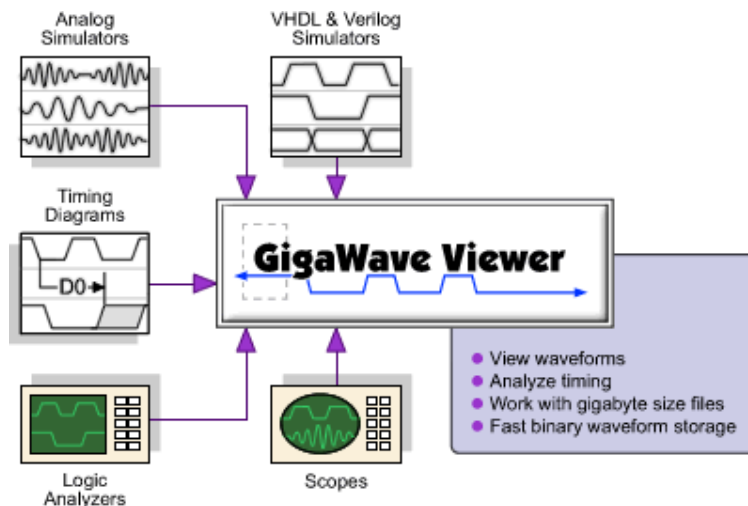 Analog
Simulators
VHDL & Verilog
Simulators
Timing
Diagrams
D0
GigaWave Viewer
View waveforms
Analyze timing
Work with gigabyte size files
Fast binary waveform storage
Logic
Analyzers
Scopes